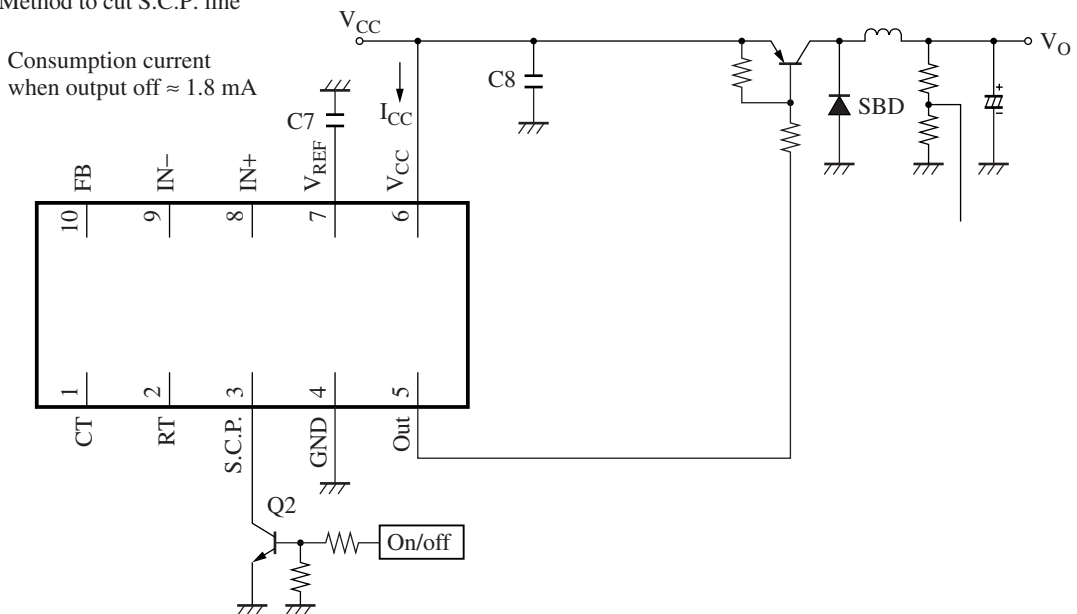 Method to cut S.C.P. line
Consumption current
when output off ≈ 1.8 mA
V_CC
C7
I_CC
C8
SBD
V_O
+
−
FB
IN−
IN+
V_REF
V_CC
10
9
8
7
6
1
2
3
4
5
CT
RT
S.C.P.
GND
Out
Q2
On/off